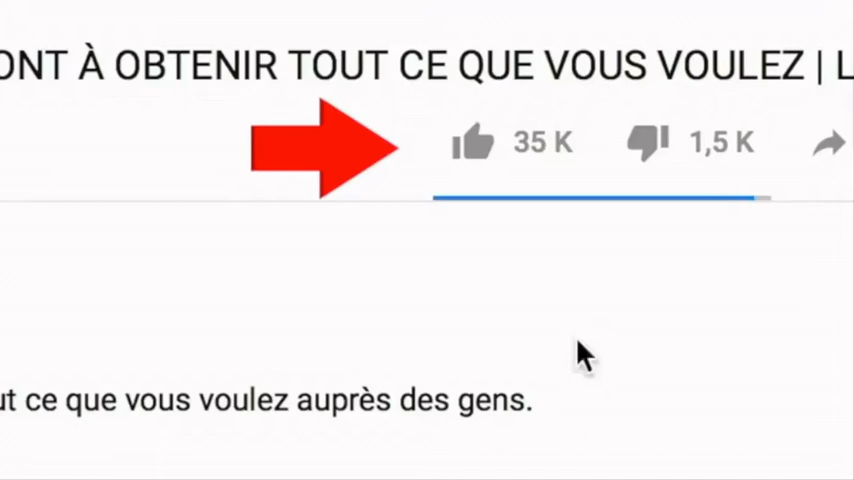 ONT À OBTENIR TOUT CE QUE VOUS VOULEZ | L
35 K 1,5 K
ut ce que vous voulez auprès des gens.